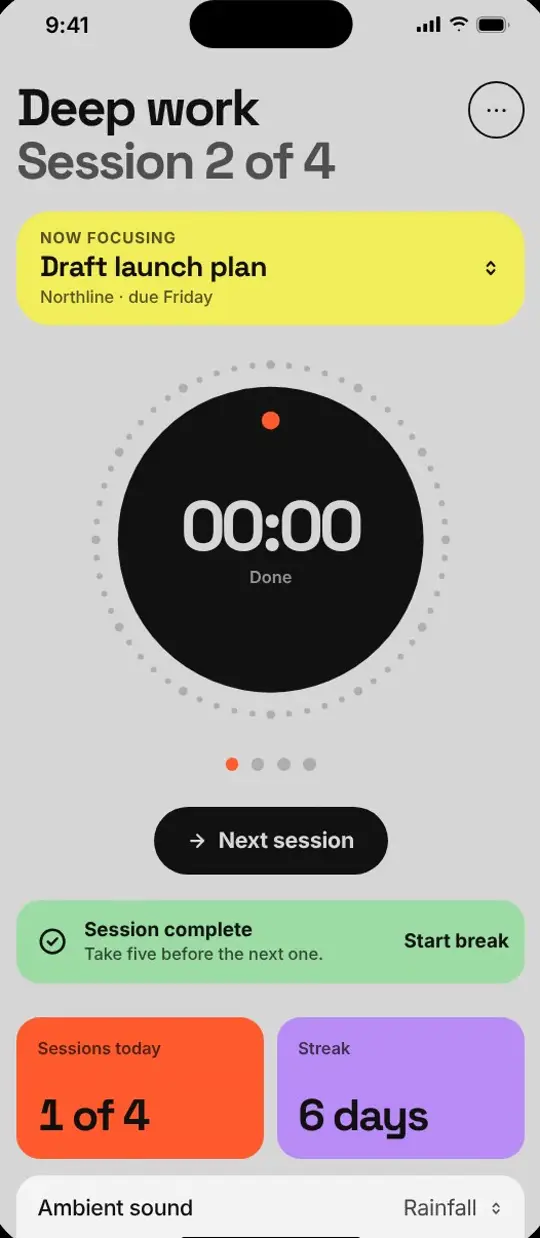 9:41
Deep work
Session 2 of 4
NOW FOCUSING
Draft launch plan
Northline · due Friday
00:00
Done
Next session
Session complete
Take five before the next one.
Start break
Sessions today
1 of 4
Streak
6 days
Ambient sound
Rainfall